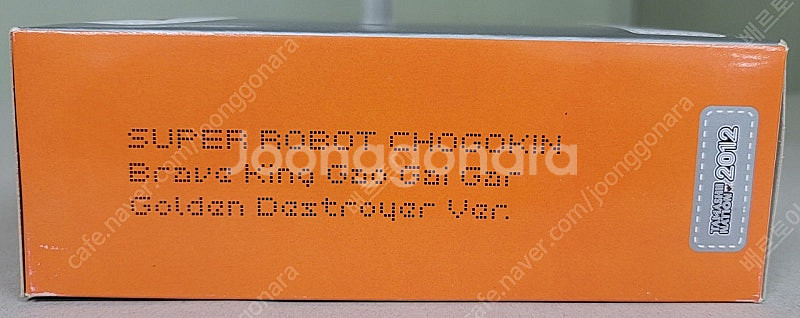 SUPER ROBOT CHOGOKIN
Brave King Gao Gai Gar
Golden Destroyer Ver.
TAMASHII NATION 2012
Joonggonara
cafe.naver.com/joonggonara